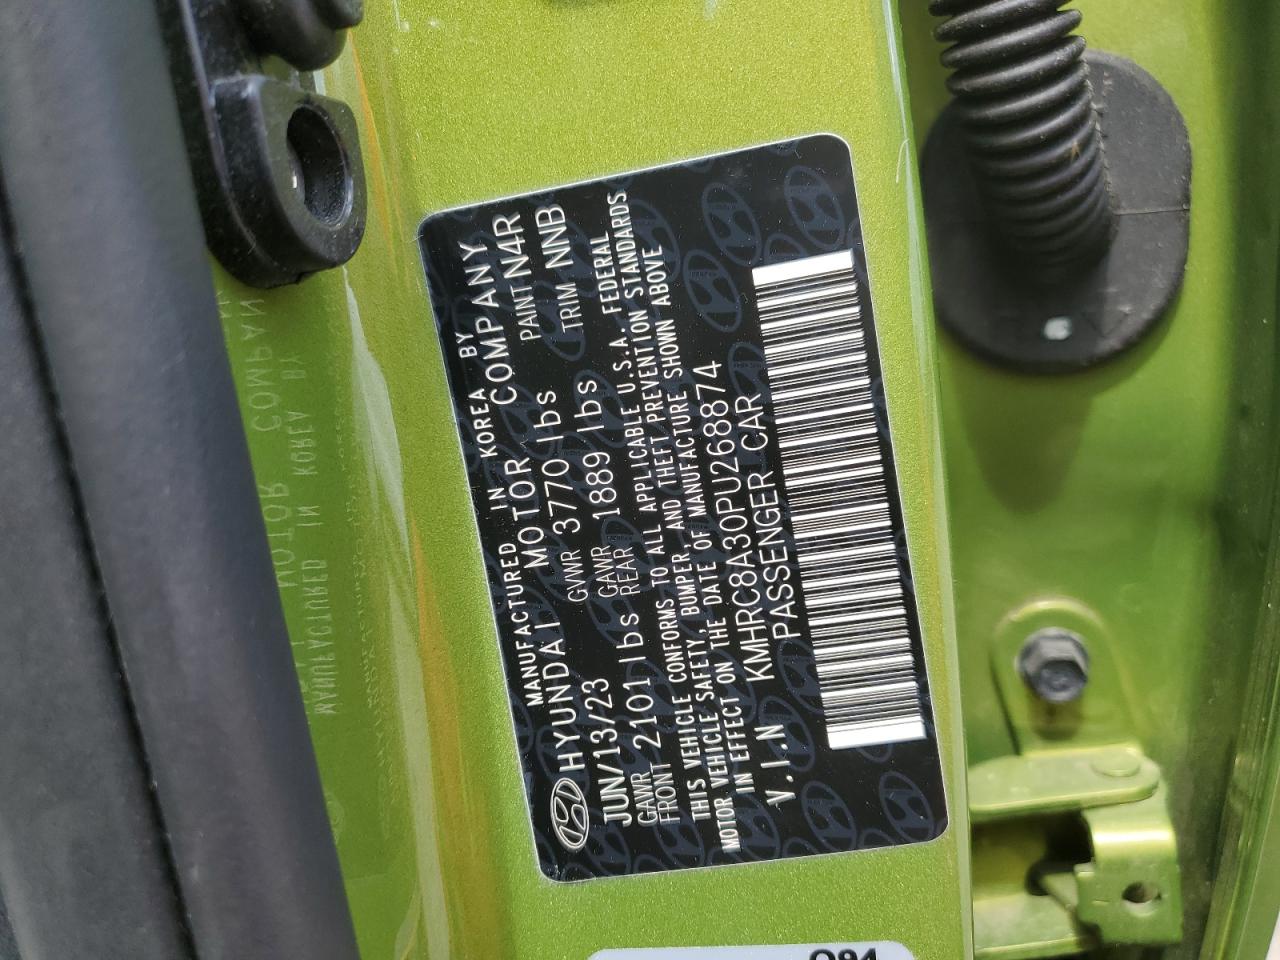 MANUFACTURED IN KOREA BY
HYUNDAI MOTOR COMPANY
JUN/13/23 GVWR 3770 lbs PAINT N4R
GAWR FRONT 2101 lbs GAWR REAR 1889 lbs TRIM NNB
THIS VEHICLE CONFORMS TO ALL APPLICABLE U.S.A. FEDERAL
MOTOR VEHICLE SAFETY, BUMPER, AND THEFT PREVENTION STANDARDS
IN EFFECT ON THE DATE OF MANUFACTURE SHOWN ABOVE
V.I.N KMHRC8A30PU268874
PASSENGER CAR